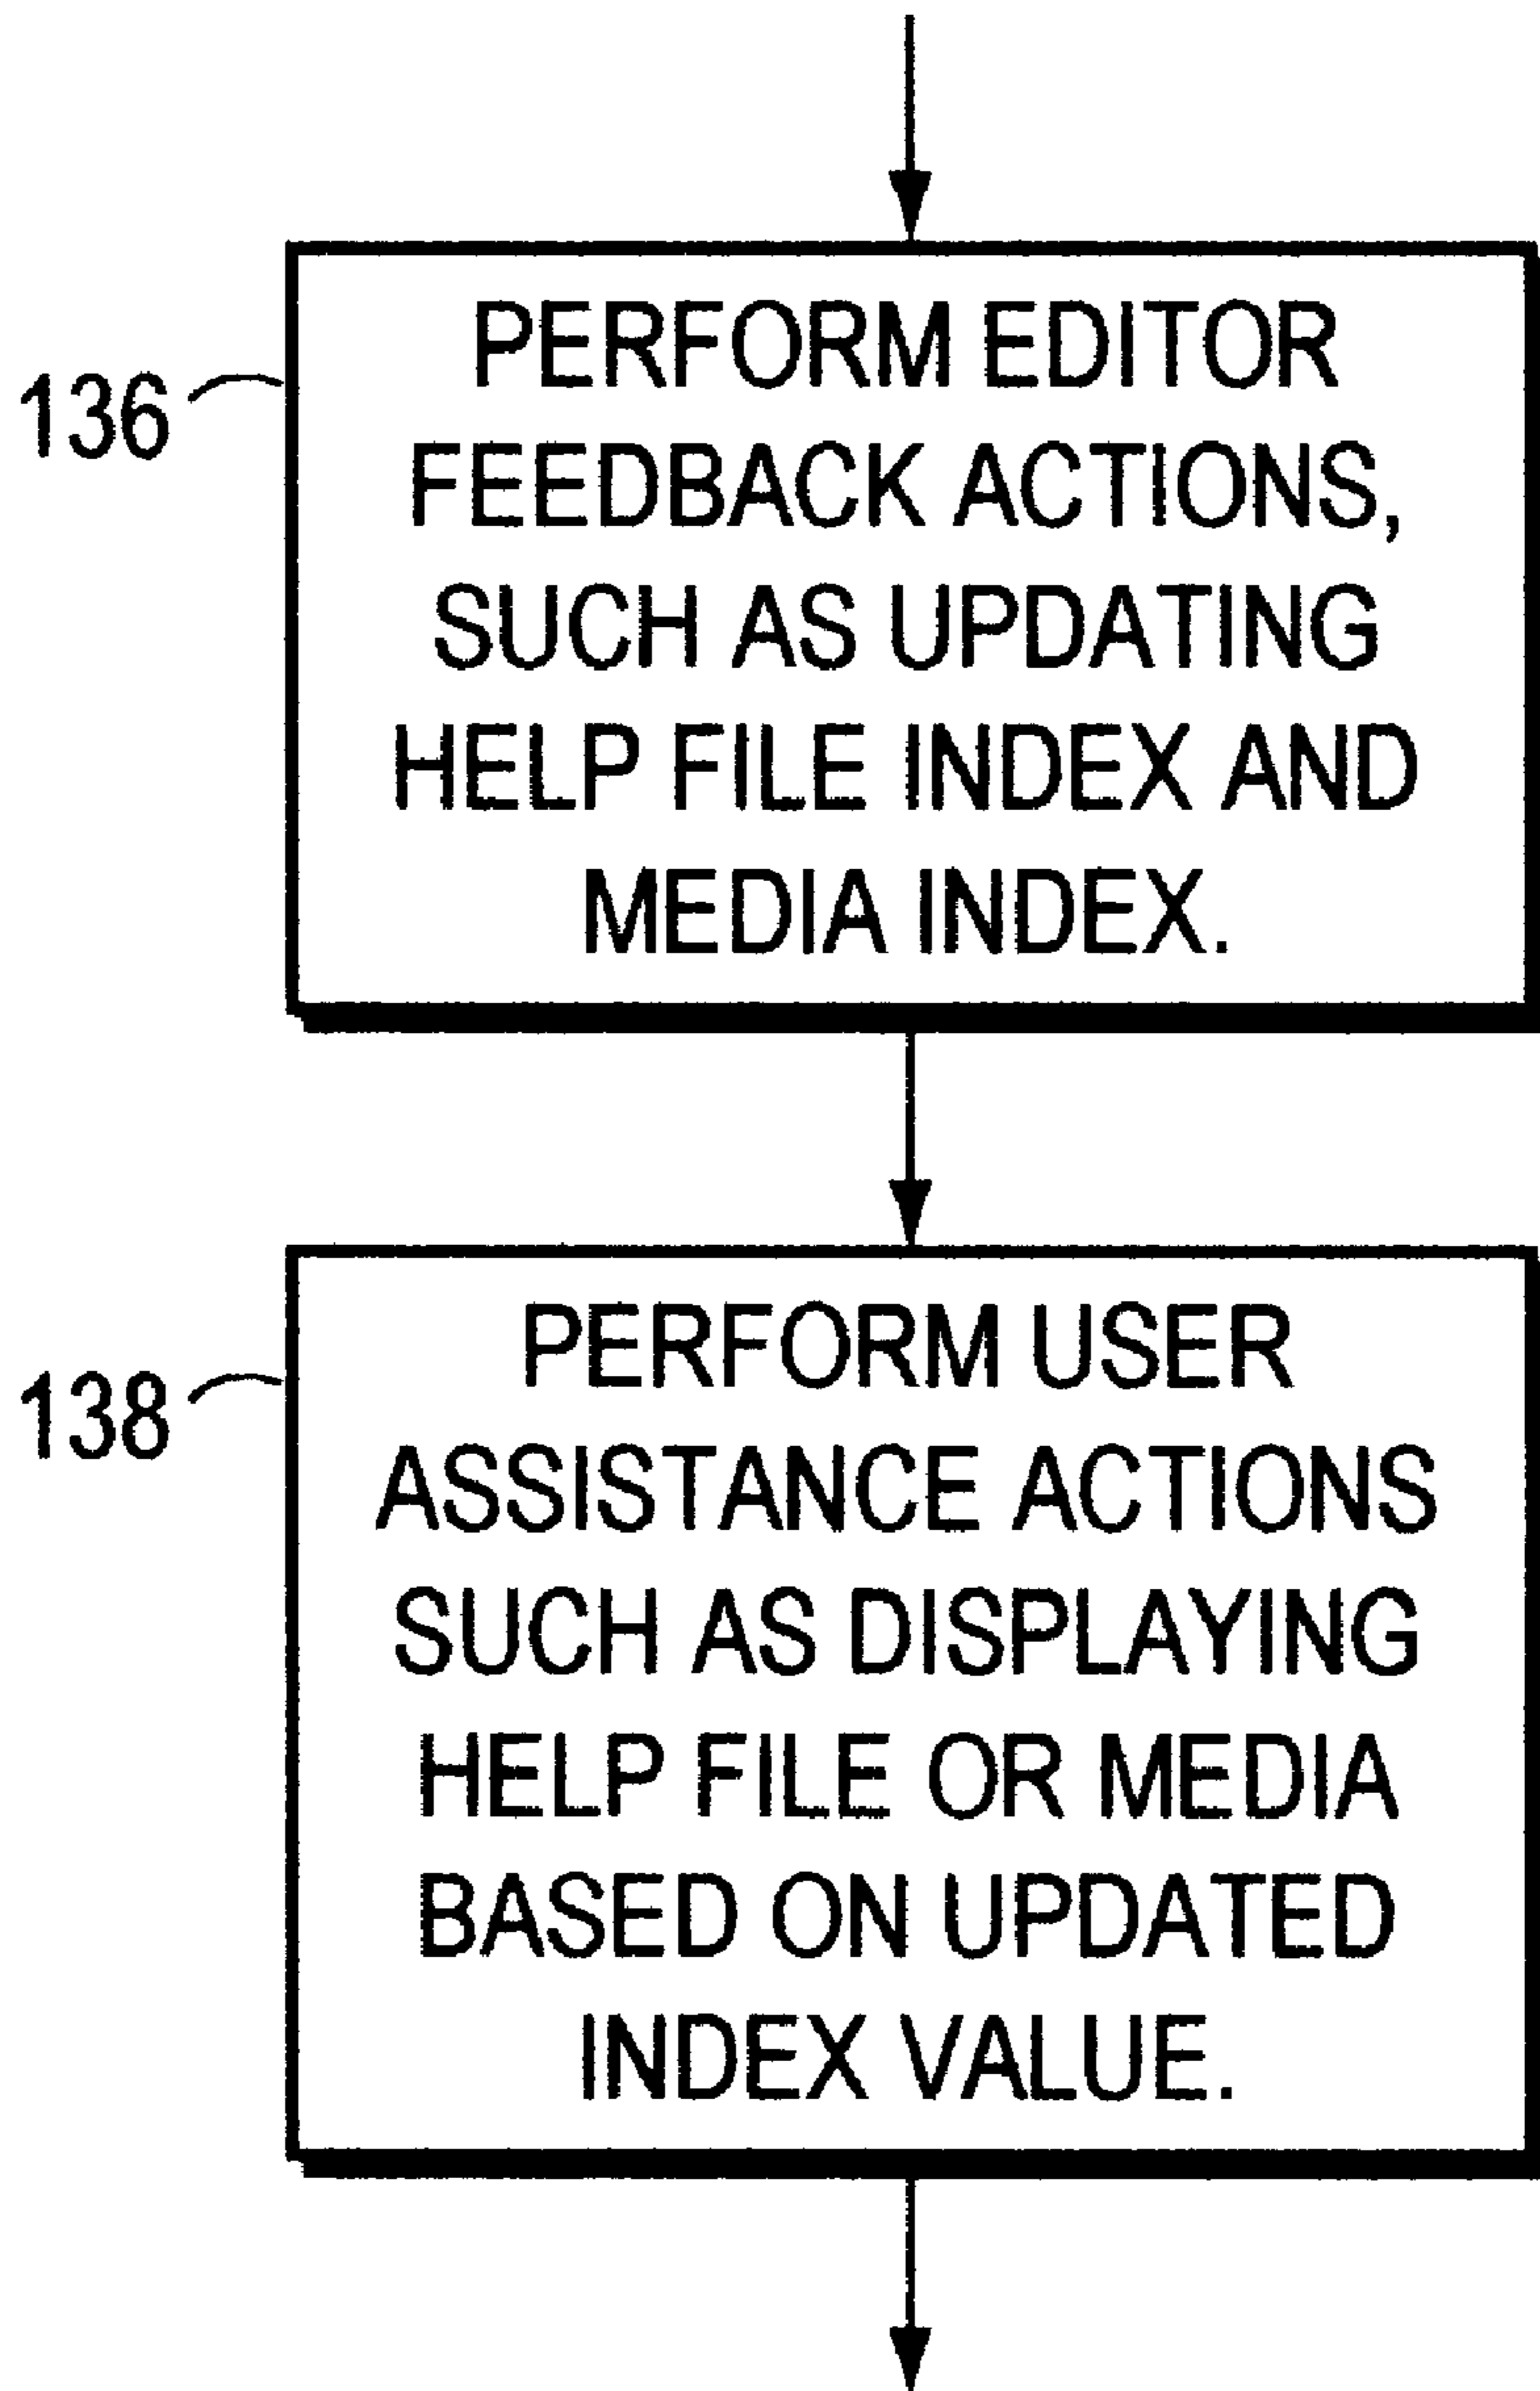 136
PERFORM EDITOR
FEEDBACK ACTIONS,
SUCH AS UPDATING
HELP FILE INDEX AND
MEDIA INDEX.
138
PERFORM USER
ASSISTANCE ACTIONS
SUCH AS DISPLAYING
HELP FILE OR MEDIA
BASED ON UPDATED
INDEX VALUE.